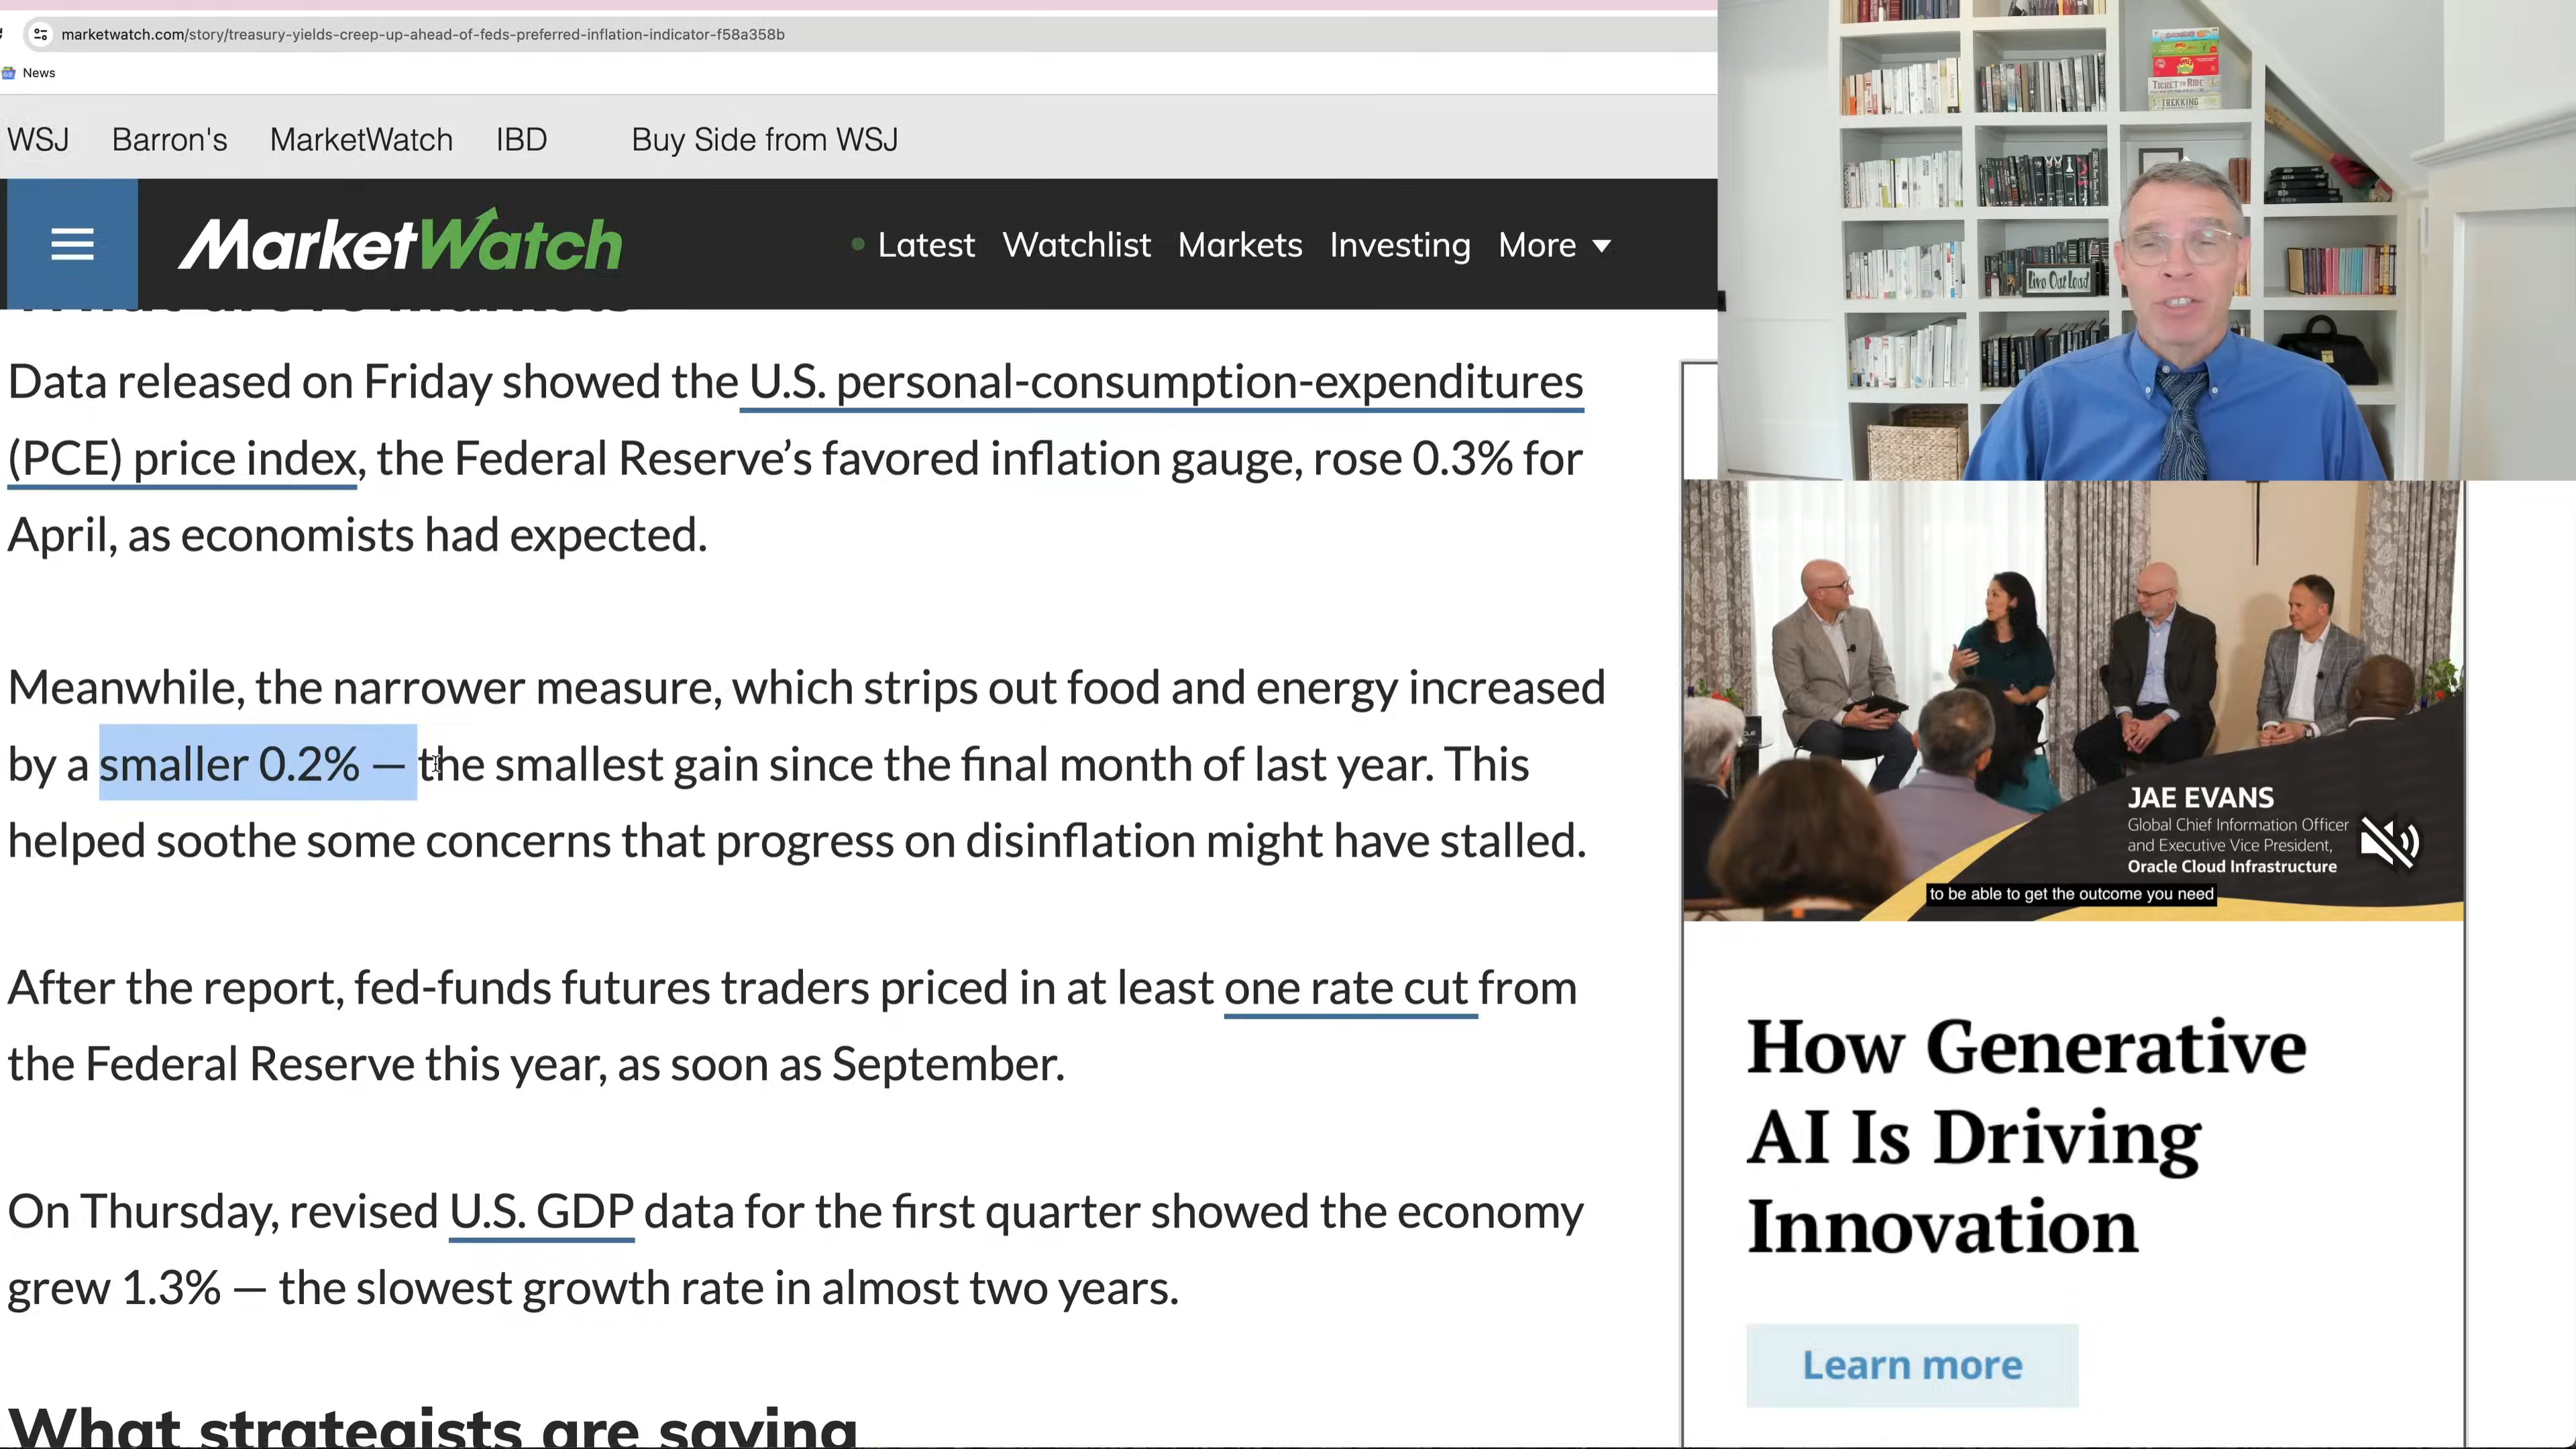 marketwatch.com/story/treasury-yields-creep-up-ahead-of-feds-preferred-inflation-indicator-f58a358b
News
WSJ Barron's MarketWatch IBD Buy Side from WSJ
MarketWatch
Latest Watchlist Markets Investing More
Data released on Friday showed the U.S. personal-consumption-expenditures
(PCE) price index, the Federal Reserve’s favored inflation gauge, rose 0.3% for
April, as economists had expected.
Meanwhile, the narrower measure, which strips out food and energy increased
by a smaller 0.2% — the smallest gain since the final month of last year. This
helped soothe some concerns that progress on disinflation might have stalled.
After the report, fed-funds futures traders priced in at least one rate cut from
the Federal Reserve this year, as soon as September.
On Thursday, revised U.S. GDP data for the first quarter showed the economy
grew 1.3% — the slowest growth rate in almost two years.
What strategists are saying
TICKET TO RIDE
TREKKING
Live Out Loud
JAE EVANS
Global Chief Information Officer
and Executive Vice President,
Oracle Cloud Infrastructure
to be able to get the outcome you need
How Generative
AI Is Driving
Innovation
Learn more